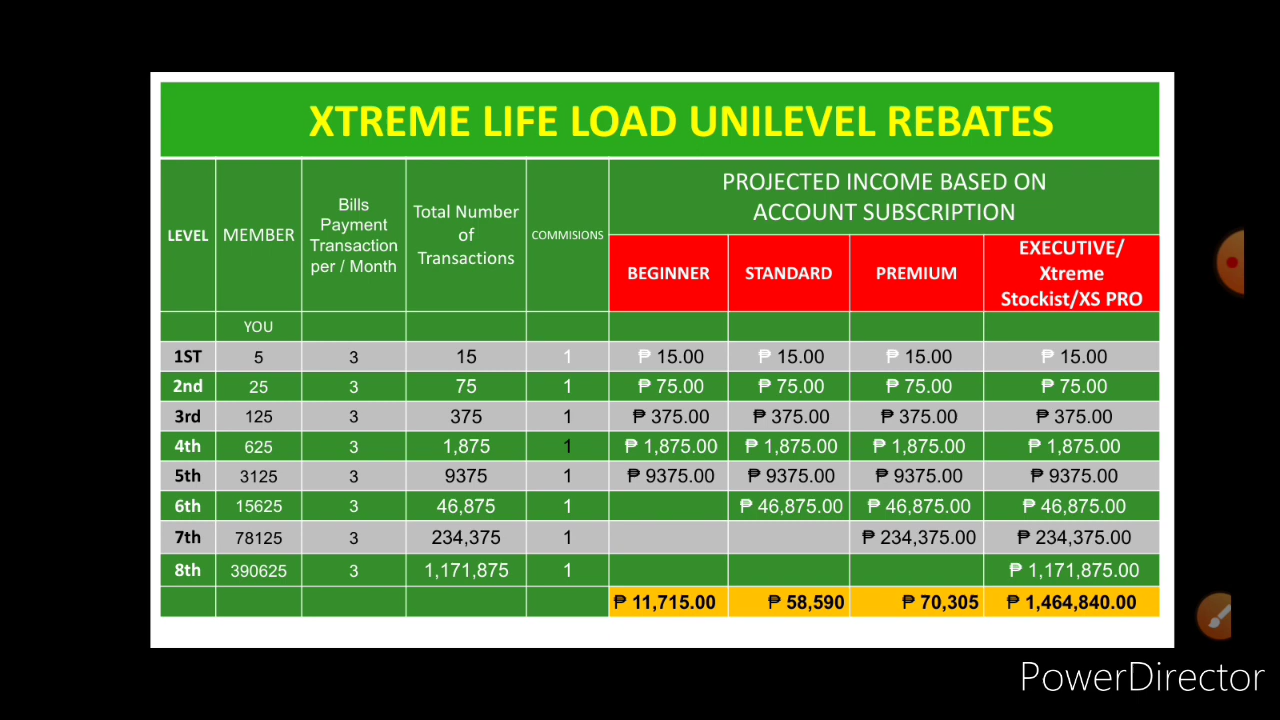 XTREME LIFE LOAD UNILEVEL REBATES
LEVEL MEMBER Bills Payment Transaction per / Month Total Number of Transactions COMMISIONS PROJECTED INCOME BASED ON ACCOUNT SUBSCRIPTION
BEGINNER STANDARD PREMIUM EXECUTIVE/ Xtreme Stockist/XS PRO
YOU
1ST 5 3 15 1 ₱ 15.00 ₱ 15.00 ₱ 15.00 ₱ 15.00
2nd 25 3 75 1 ₱ 75.00 ₱ 75.00 ₱ 75.00 ₱ 75.00
3rd 125 3 375 1 ₱ 375.00 ₱ 375.00 ₱ 375.00 ₱ 375.00
4th 625 3 1,875 1 ₱ 1,875.00 ₱ 1,875.00 ₱ 1,875.00 ₱ 1,875.00
5th 3125 3 9375 1 ₱ 9375.00 ₱ 9375.00 ₱ 9375.00 ₱ 9375.00
6th 15625 3 46,875 1 ₱ 46,875.00 ₱ 46,875.00 ₱ 46,875.00
7th 78125 3 234,375 1 ₱ 234,375.00 ₱ 234,375.00
8th 390625 3 1,171,875 1 ₱ 1,171,875.00
₱ 11,715.00 ₱ 58,590 ₱ 70,305 ₱ 1,464,840.00
PowerDirector